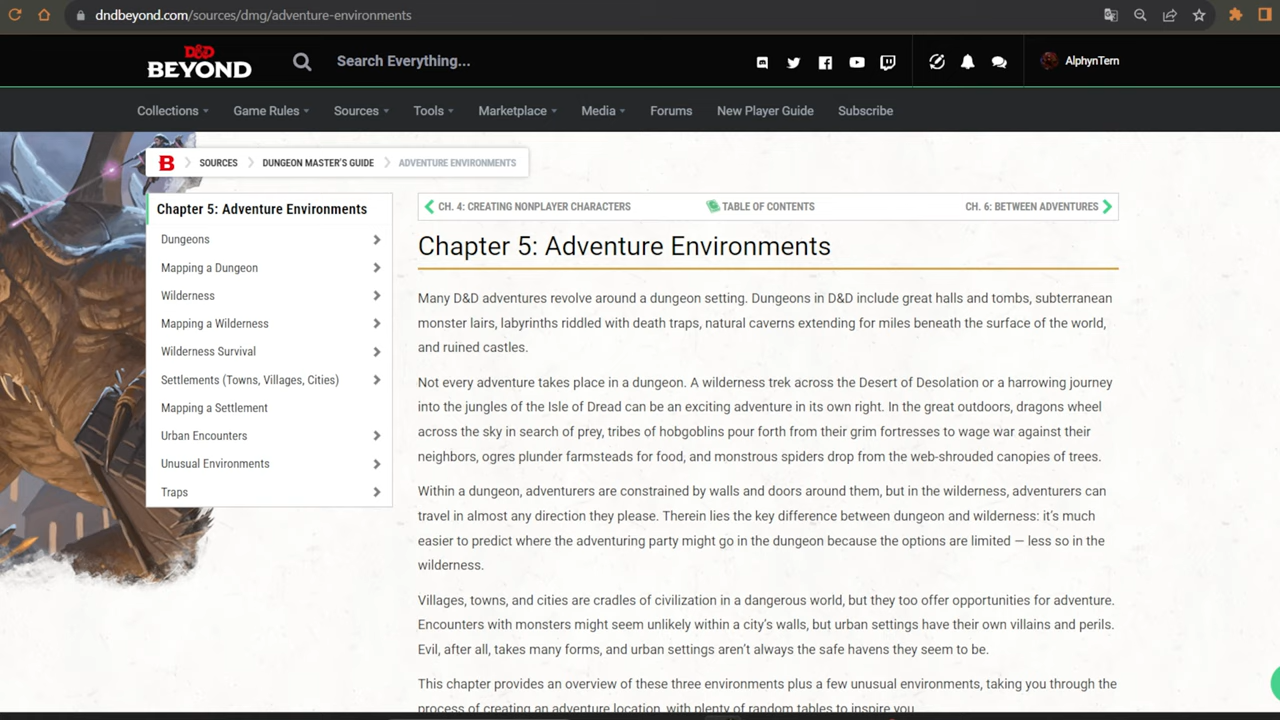 dndbeyond.com/sources/dmg/adventure-environments
D&D
BEYOND
Search Everything...
AlphynTern
Collections
Game Rules
Sources
Tools
Marketplace
Media
Forums
New Player Guide
Subscribe
B
SOURCES
DUNGEON MASTER'S GUIDE
ADVENTURE ENVIRONMENTS
Chapter 5: Adventure Environments
Dungeons
Mapping a Dungeon
Wilderness
Mapping a Wilderness
Wilderness Survival
Settlements (Towns, Villages, Cities)
Mapping a Settlement
Urban Encounters
Unusual Environments
Traps
CH. 4: CREATING NONPLAYER CHARACTERS
TABLE OF CONTENTS
CH. 6: BETWEEN ADVENTURES
Chapter 5: Adventure Environments
Many D&D adventures revolve around a dungeon setting. Dungeons in D&D include great halls and tombs, subterranean
monster lairs, labyrinths riddled with death traps, natural caverns extending for miles beneath the surface of the world,
and ruined castles.
Not every adventure takes place in a dungeon. A wilderness trek across the Desert of Desolation or a harrowing journey
into the jungles of the Isle of Dread can be an exciting adventure in its own right. In the great outdoors, dragons wheel
across the sky in search of prey, tribes of hobgoblins pour forth from their grim fortresses to wage war against their
neighbors, ogres plunder farmsteads for food, and monstrous spiders drop from the web-shrouded canopies of trees.
Within a dungeon, adventurers are constrained by walls and doors around them, but in the wilderness, adventurers can
travel in almost any direction they please. Therein lies the key difference between dungeon and wilderness: it’s much
easier to predict where the adventuring party might go in the dungeon because the options are limited — less so in the
wilderness.
Villages, towns, and cities are cradles of civilization in a dangerous world, but they too offer opportunities for adventure.
Encounters with monsters might seem unlikely within a city’s walls, but urban settings have their own villains and perils.
Evil, after all, takes many forms, and urban settings aren’t always the safe havens they seem to be.
This chapter provides an overview of these three environments plus a few unusual environments, taking you through the
process of creating an adventure location, with plenty of random tables to inspire you